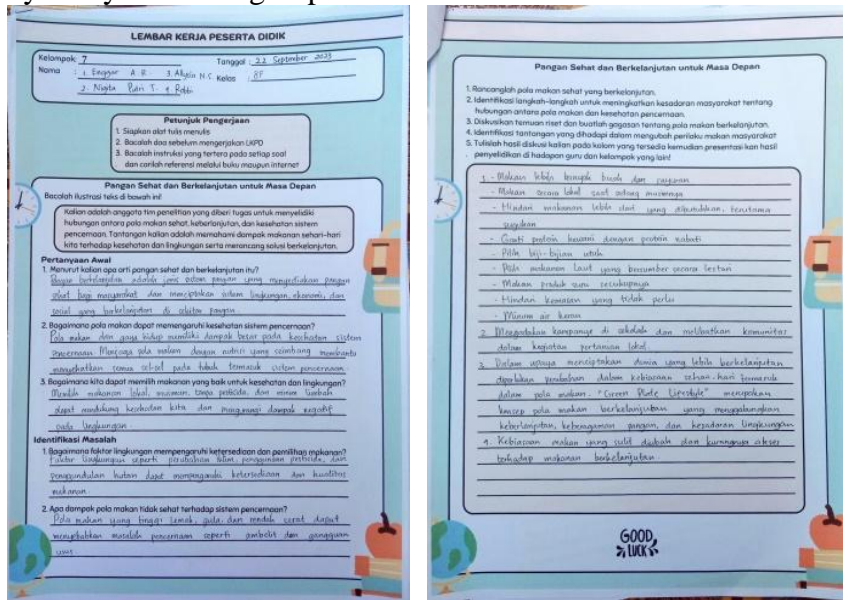 LEMBAR KERJA PESERTA DIDIK
Kelompok: 7
Tanggal : 22 September 2023
Nama : 1. Enggar A. R. 3. N.C
Kelas : 8F
2. Putri T. 4.
Petunjuk Pengerjaan
1. Siapkan alat tulis menulis
2. Bacalah doa sebelum mengerjakan LKPD
3. Bacalah instruksi yang tertera pada setiap soal
dan carilah referensi melalui buku maupun internet
Pangan Sehat dan Berkelanjutan untuk Masa Depan
Bacalah ilustrasi teks di bawah ini!
Kalian adalah anggota tim penelitian yang diberi tugas untuk menyelidiki
hubungan antara pola makan sehat, keberlanjutan, dan kesehatan sistem
pencernaan. Tantangan kalian adalah memahami dampak makanan sehari-hari
kita terhadap kesehatan dan lingkungan serta merancang solusi berkelanjutan.
Pertanyaan Awal
1. Menurut kalian apa arti pangan sehat dan berkelanjutan itu?
Pangan berkelanjutan adalah jenis sistem pangan yang menyediakan pangan
sehat bagi masyarakat dan menciptakan sistem lingkungan, ekonomi, dan
sosial yang berkelanjutan di sekitar pangan.
2. Bagaimana pola makan dapat memengaruhi kesehatan sistem pencernaan?
Pola makan dan gaya hidup memiliki dampak besar pada kesehatan sistem
pencernaan. Menjaga pola makan dengan nutrisi yang seimbang membantu
menyehatkan semua sel-sel pada tubuh termasuk sistem pencernaan.
3. Bagaimana kita dapat memilih makanan yang baik untuk kesehatan dan lingkungan?
Memilih makanan lokal, musiman, tanpa pestisida, dan minim limbah
dapat mendukung kesehatan kita dan mengurangi dampak negatif
pada lingkungan.
Identifikasi Masalah
1. Bagaimana faktor lingkungan mempengaruhi ketersediaan dan pemilihan makanan?
Faktor lingkungan seperti perubahan iklim, penggunaan pestisida, dan
penggundulan hutan dapat mempengaruhi ketersediaan dan kualitas
makanan.
2. Apa dampak pola makan tidak sehat terhadap sistem pencernaan?
Pola makan yang tinggi lemak, gula, dan rendah serat dapat
menyebabkan masalah pencernaan seperti sembelit dan gangguan
usus.
Pangan Sehat dan Berkelanjutan untuk Masa Depan
1. Rancanglah pola makan sehat yang berkelanjutan.
2. Identifikasi langkah-langkah untuk meningkatkan kesadaran masyarakat tentang
hubungan antara pola makan dan kesehatan pencernaan.
3. Diskusikan temuan riset dan buatlah gagasan tentang pola makan berkelanjutan.
4. Identifikasi tantangan yang dihadapi dalam mengubah perilaku makan masyarakat
5. Tulislah hasil diskusi kalian pada kolom yang tersedia kemudian presentasi kan hasil
penyelidikan di hadapan guru dan kelompok yang lain!
1. - Makan lebih banyak buah dan sayuran
- Makan secara lokal saat sedang musimnya
- Hindari makanan lebih dari yang dibutuhkan, terutama
suguhan
- Ganti protein hewani dengan protein nabati
- Pilih biji-bijian utuh
- Pilih makanan laut yang bersumber secara lestari
- Makan produk susu secukupnya
- Hindari kemasan yang tidak perlu
- Minum air keran
2. Mengadakan kampanye di sekolah dan melibatkan komunitas
dalam kegiatan pertanian lokal.
3. Dalam upaya menciptakan dunia yang lebih berkelanjutan
diperlukan perubahan dalam kebiasaan sehari-hari termasuk
dalam pola makan. "Green Plate Lifestyle" merupakan
konsep pola makan berkelanjutan yang menggabungkan
keberlanjutan, keberagaman pangan, dan kesadaran lingkungan
4. Kebiasaan makan yang sulit diubah dan kurangnya akses
terhadap makanan berkelanjutan.
GOOD
LUCK